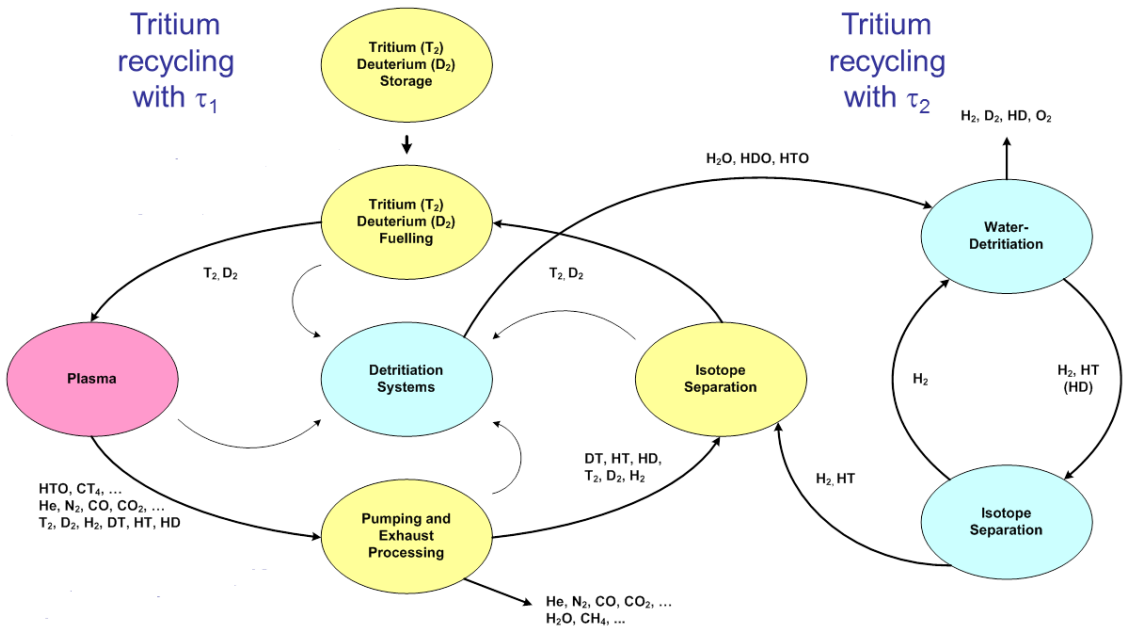 Tritium
recycling
with τ₁
Tritium (T₂)
Deuterium (D₂)
Storage
Tritium
recycling
with τ₂
H₂, D₂, HD, O₂
H₂O, HDO, HTO
Tritium (T₂)
Deuterium (D₂)
Fuelling
Water-
Detritiation
T₂, D₂
T₂, D₂
Plasma
Detritiation
Systems
Isotope
Separation
H₂
H₂, HT
(HD)
DT, HT, HD,
T₂, D₂, H₂
H₂, HT
HTO, CT₄, ...
He, N₂, CO, CO₂, ...
T₂, D₂, H₂, DT, HT, HD
Pumping and
Exhaust
Processing
Isotope
Separation
He, N₂, CO, CO₂, ...
H₂O, CH₄, ...